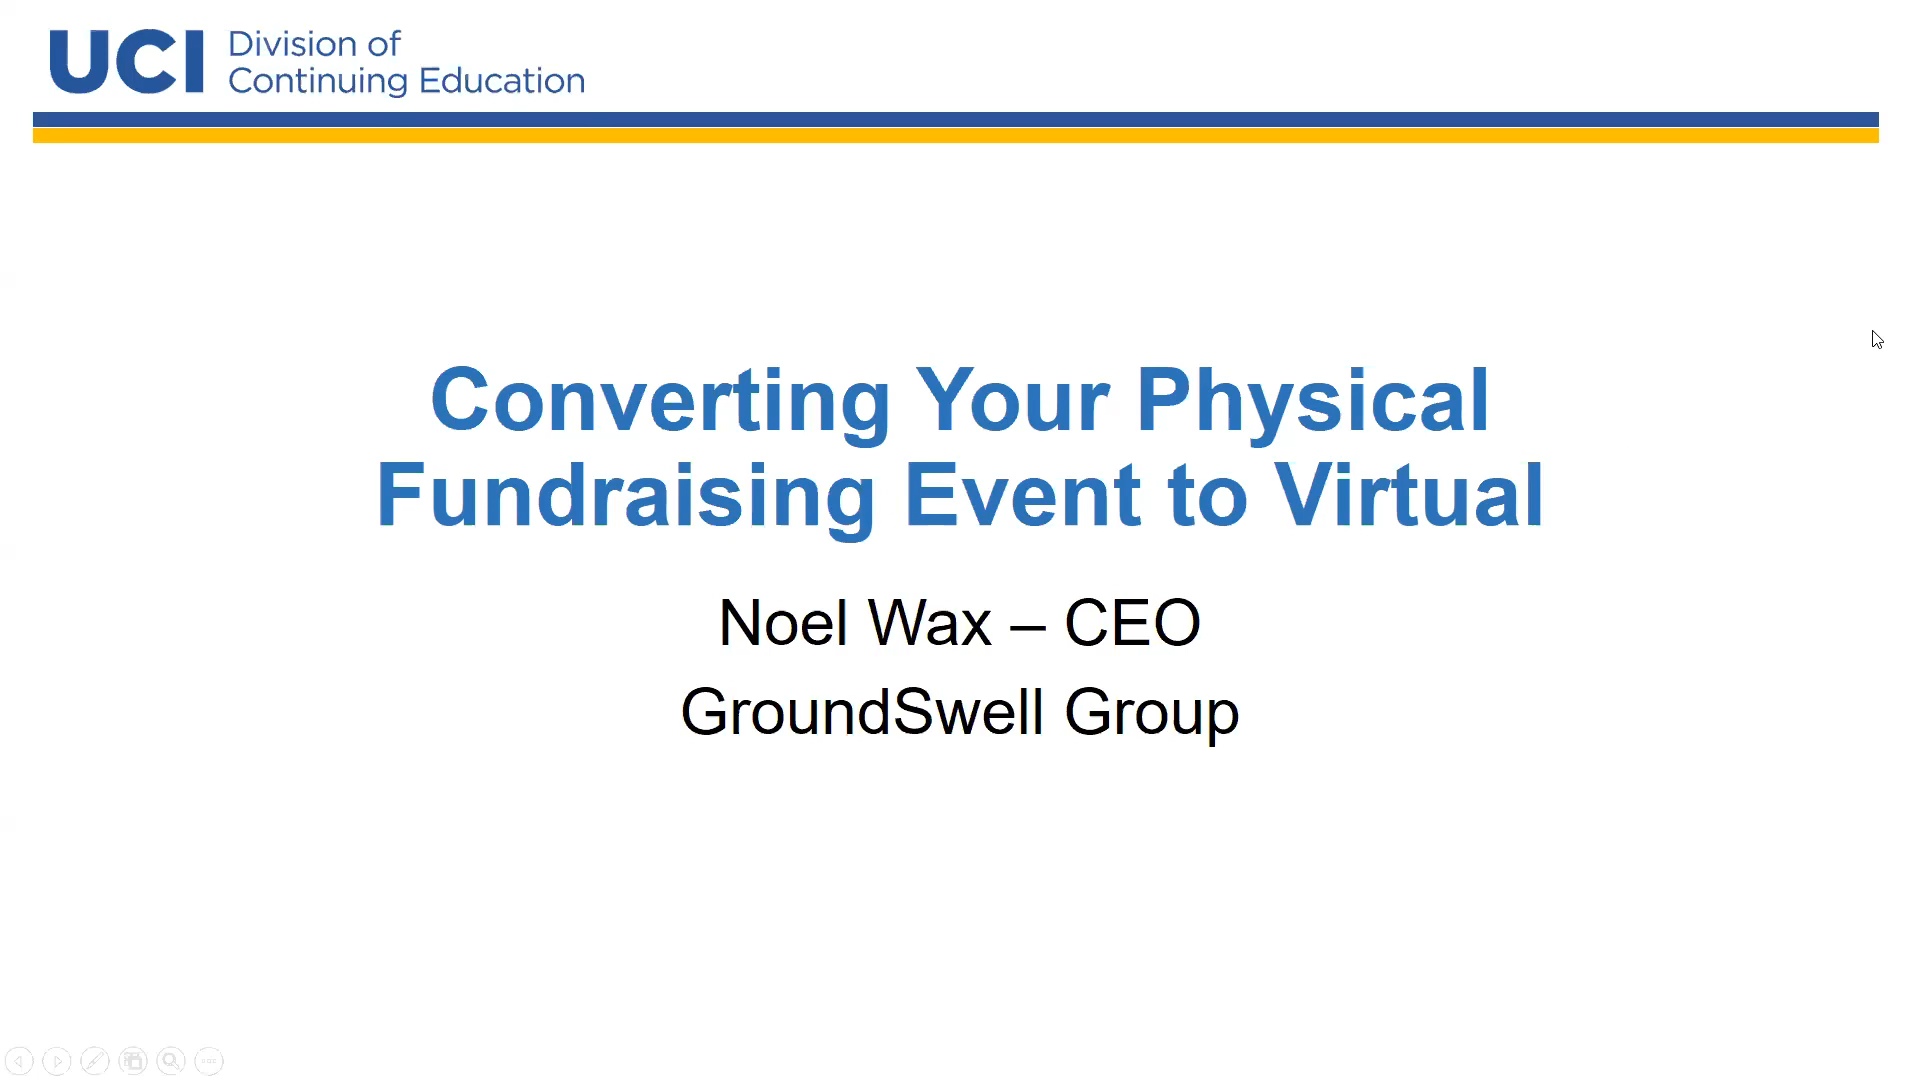 UCI Division of
Continuing Education
Converting Your Physical
Fundraising Event to Virtual
Noel Wax – CEO
GroundSwell Group